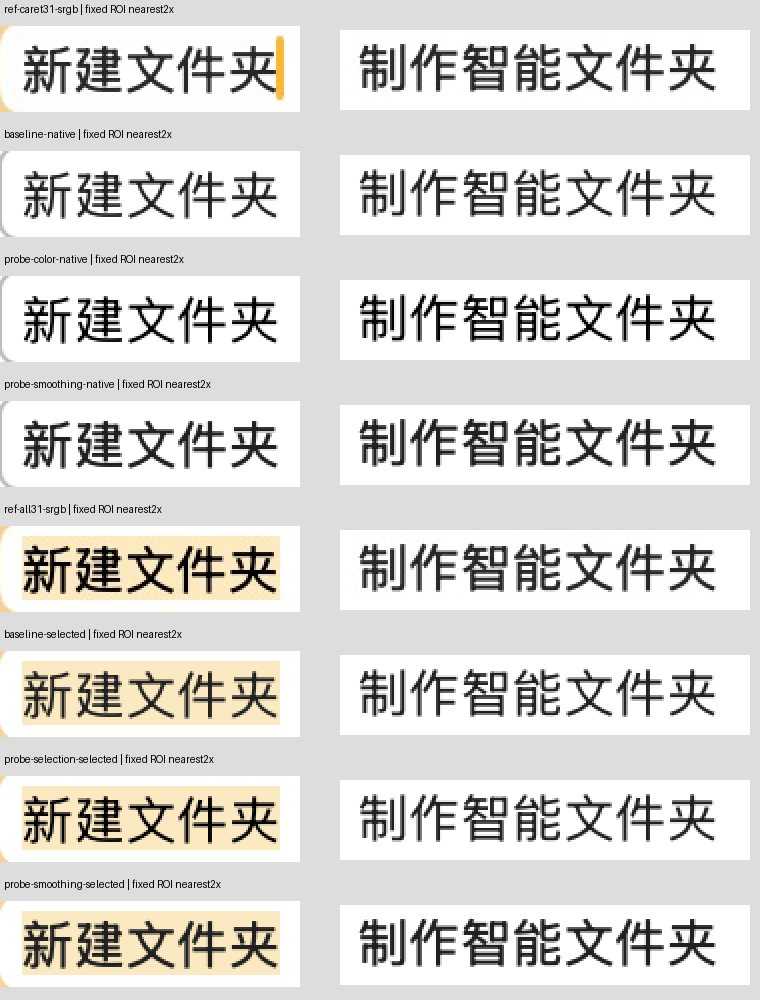 ref-caret31-srgb | fixed ROI nearest2x
新建文件夹 制作智能文件夹
baseline-native | fixed ROI nearest2x
新建文件夹 制作智能文件夹
probe-color-native | fixed ROI nearest2x
新建文件夹 制作智能文件夹
probe-smoothing-native | fixed ROI nearest2x
新建文件夹 制作智能文件夹
ref-all31-srgb | fixed ROI nearest2x
新建文件夹 制作智能文件夹
baseline-selected | fixed ROI nearest2x
新建文件夹 制作智能文件夹
probe-selection-selected | fixed ROI nearest2x
新建文件夹 制作智能文件夹
probe-smoothing-selected | fixed ROI nearest2x
新建文件夹 制作智能文件夹